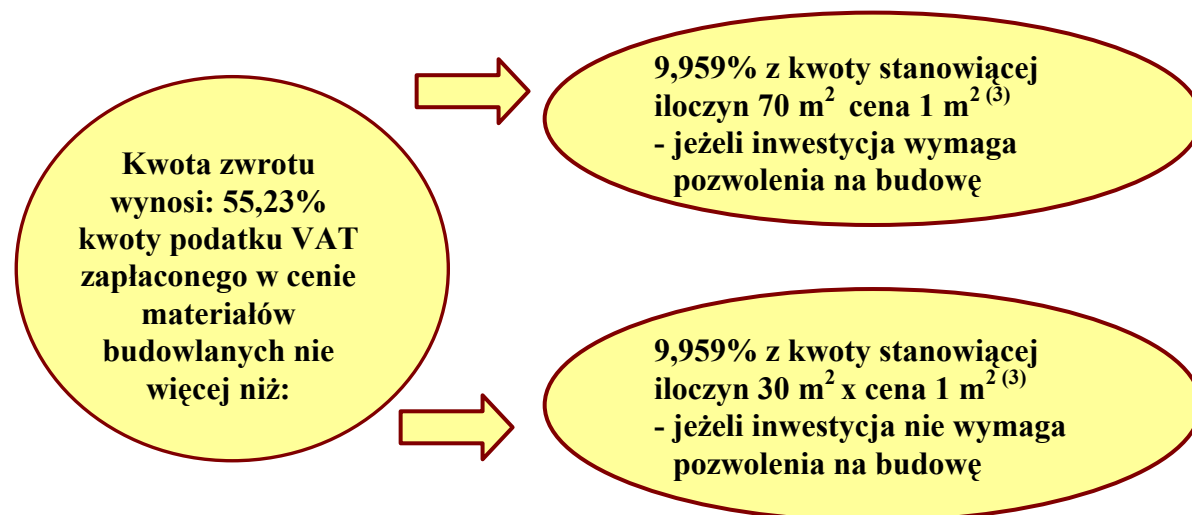 Kwota zwrotu
wynosi: 55,23%
kwoty podatku VAT
zapłaconego w cenie
materiałów
budowlanych nie
więcej niż:
9,959% z kwoty stanowiącej
iloczyn 70 m² cena 1 m² ⁽³⁾
- jeżeli inwestycja wymaga
pozwolenia na budowę
9,959% z kwoty stanowiącej
iloczyn 30 m² x cena 1 m² ⁽³⁾
- jeżeli inwestycja nie wymaga
pozwolenia na budowę